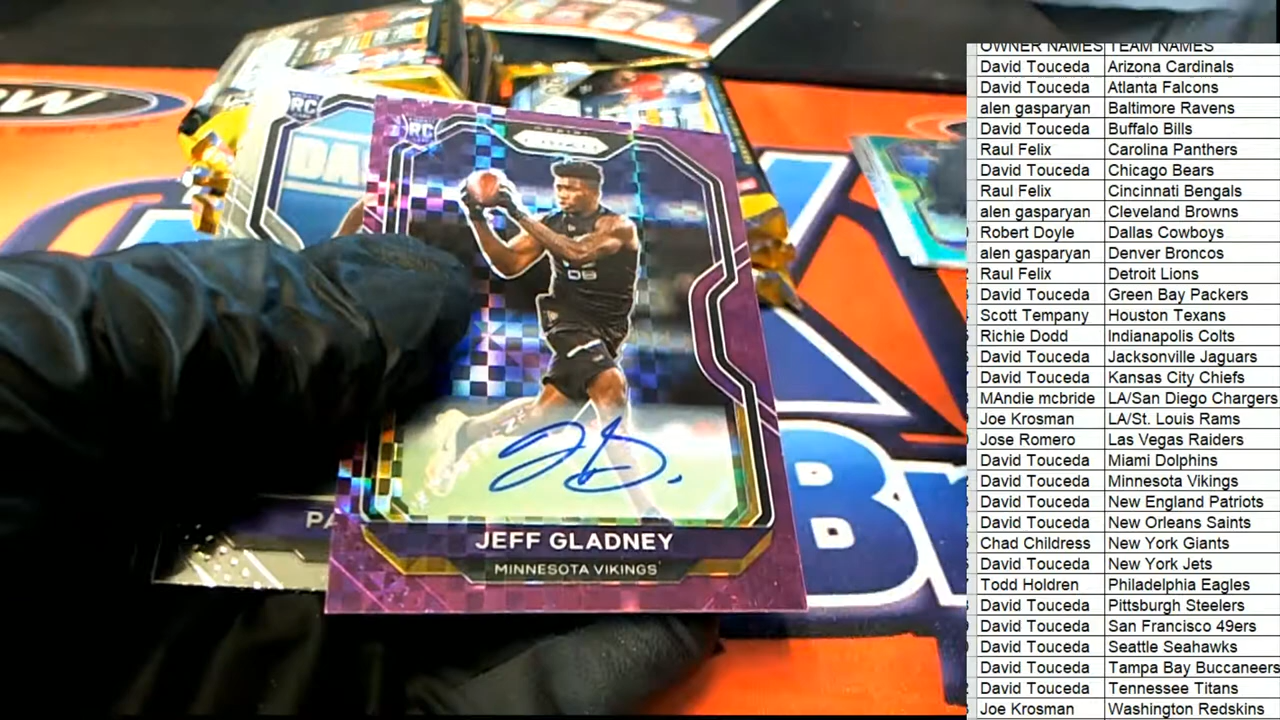 RC
RC
PRIZM
DA
OB
JEFF GLADNEY
MINNESOTA VIKINGS
PA
W
OWNER NAMES TEAM NAMES
David Touceda Arizona Cardinals
David Touceda Atlanta Falcons
alen gasparyan Baltimore Ravens
David Touceda Buffalo Bills
Raul Felix Carolina Panthers
David Touceda Chicago Bears
Raul Felix Cincinnati Bengals
alen gasparyan Cleveland Browns
Robert Doyle Dallas Cowboys
alen gasparyan Denver Broncos
Raul Felix Detroit Lions
David Touceda Green Bay Packers
Scott Tempany Houston Texans
Richie Dodd Indianapolis Colts
David Touceda Jacksonville Jaguars
David Touceda Kansas City Chiefs
MAndie mcbride LA/San Diego Chargers
Joe Krosman LA/St. Louis Rams
Jose Romero Las Vegas Raiders
David Touceda Miami Dolphins
David Touceda Minnesota Vikings
David Touceda New England Patriots
David Touceda New Orleans Saints
Chad Childress New York Giants
David Touceda New York Jets
Todd Holdren Philadelphia Eagles
David Touceda Pittsburgh Steelers
David Touceda San Francisco 49ers
David Touceda Seattle Seahawks
David Touceda Tampa Bay Buccaneers
David Touceda Tennessee Titans
Joe Krosman Washington Redskins